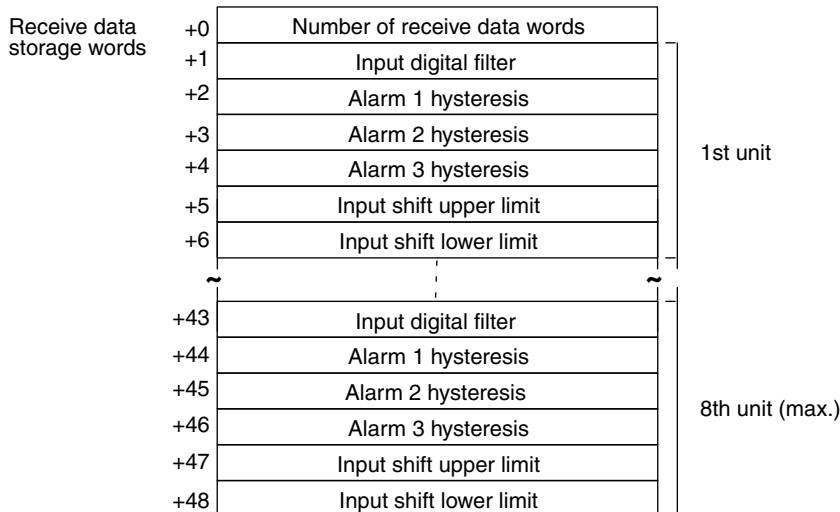 Receive data
storage words
+0 Number of receive data words
+1 Input digital filter
+2 Alarm 1 hysteresis
+3 Alarm 2 hysteresis
+4 Alarm 3 hysteresis
+5 Input shift upper limit
+6 Input shift lower limit
1st unit
+43 Input digital filter
+44 Alarm 1 hysteresis
+45 Alarm 2 hysteresis
+46 Alarm 3 hysteresis
+47 Input shift upper limit
+48 Input shift lower limit
8th unit (max.)